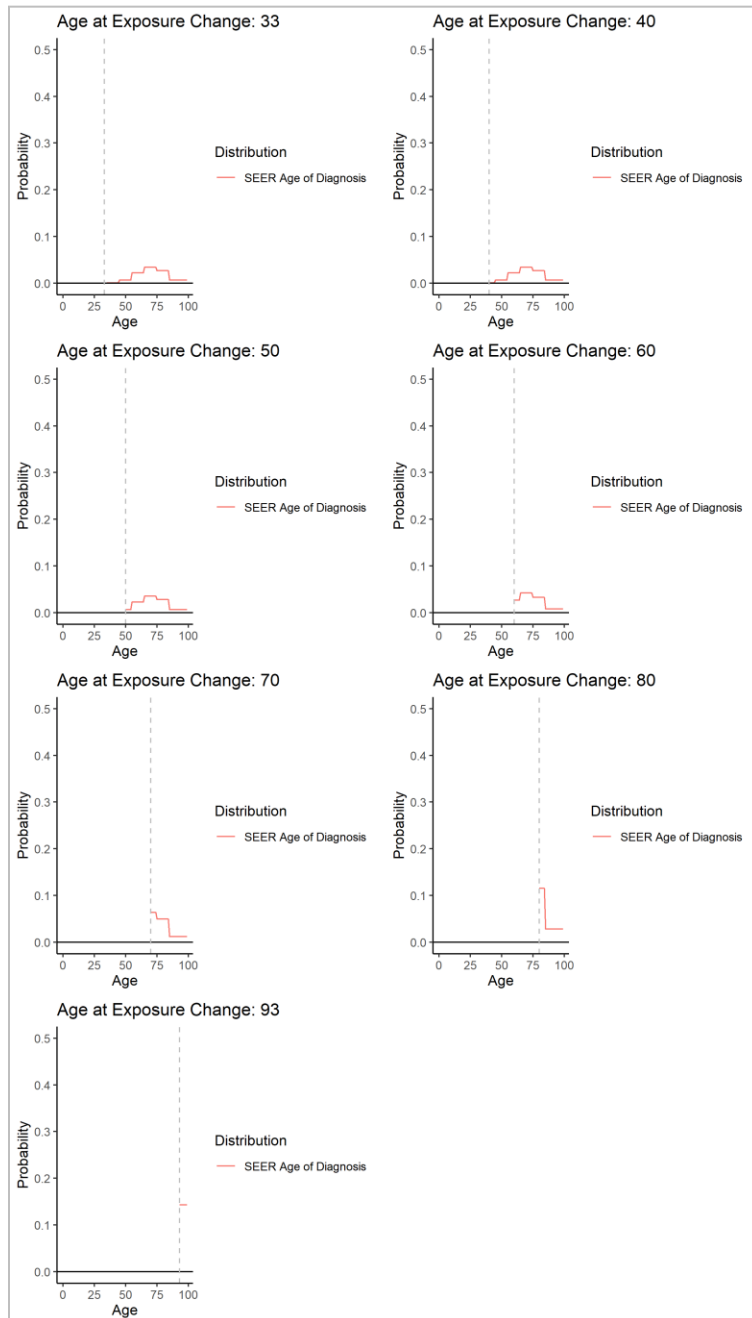 Age at Exposure Change: 33
0.5
0.4
0.3
0.2
0.1
0.0
Probability
0 25 50 75 100
Age
Distribution
SEER Age of Diagnosis
Age at Exposure Change: 40
0.5
0.4
0.3
0.2
0.1
0.0
Probability
0 25 50 75 100
Age
Distribution
SEER Age of Diagnosis
Age at Exposure Change: 50
0.5
0.4
0.3
0.2
0.1
0.0
Probability
0 25 50 75 100
Age
Distribution
SEER Age of Diagnosis
Age at Exposure Change: 60
0.5
0.4
0.3
0.2
0.1
0.0
Probability
0 25 50 75 100
Age
Distribution
SEER Age of Diagnosis
Age at Exposure Change: 70
0.5
0.4
0.3
0.2
0.1
0.0
Probability
0 25 50 75 100
Age
Distribution
SEER Age of Diagnosis
Age at Exposure Change: 80
0.5
0.4
0.3
0.2
0.1
0.0
Probability
0 25 50 75 100
Age
Distribution
SEER Age of Diagnosis
Age at Exposure Change: 93
0.5
0.4
0.3
0.2
0.1
0.0
Probability
0 25 50 75 100
Age
Distribution
SEER Age of Diagnosis